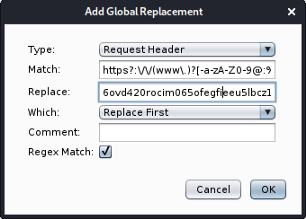 Add Global Replacement
Type: Request Header
Match: https?:\/\/(www\.)?[-a-zA-Z0-9@:%
Replace: 6ovd420rocim065ofegfijeeu5lbcz1
Which: Replace First
Comment:
Regex Match:
Cancel OK